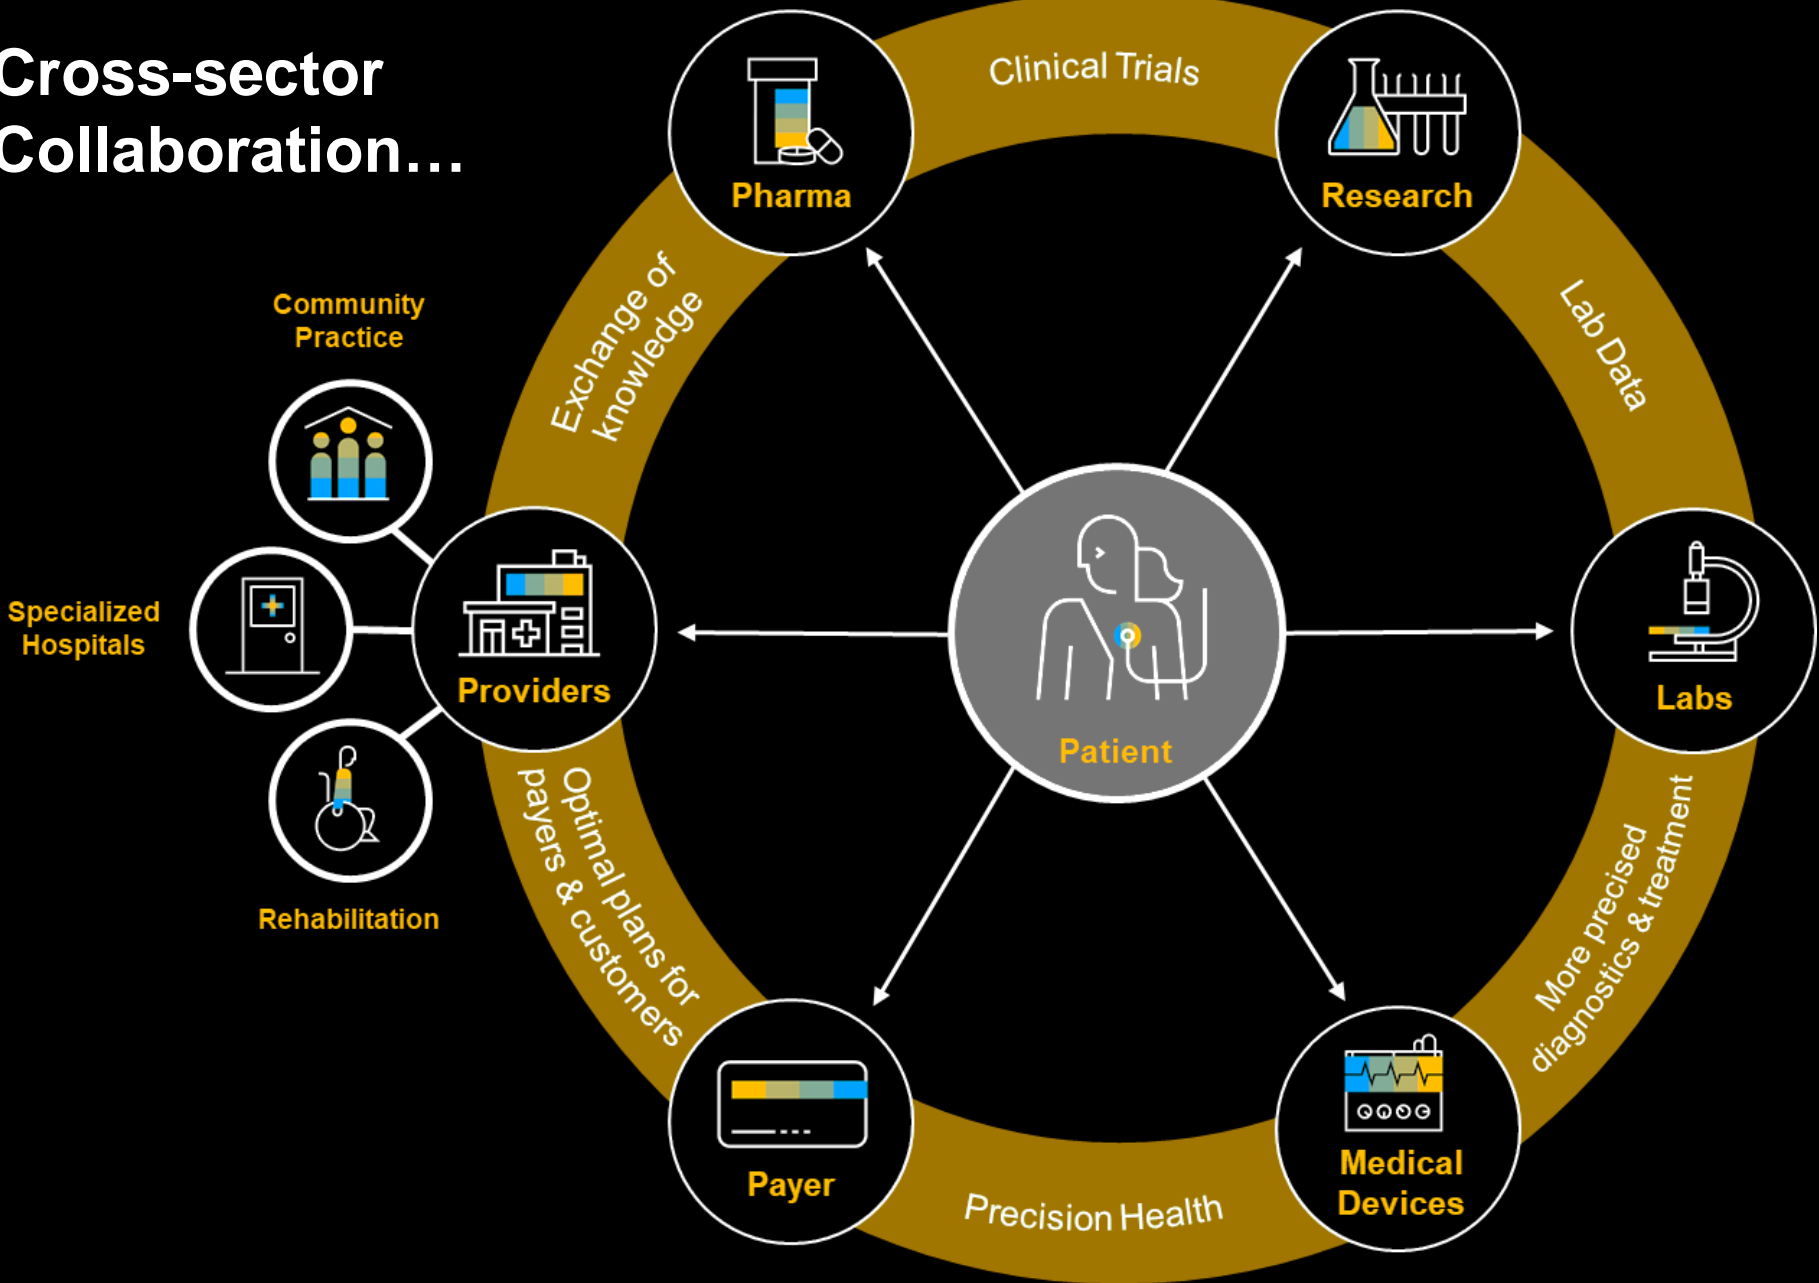 Cross-sector
Collaboration…
Clinical Trials
Pharma
Research
Exchange of
knowledge
Lab Data
Community
Practice
Specialized
Hospitals
Providers
Rehabilitation
Patient
Labs
Optimal plans for
payers & customers
More precised
diagnostics & treatment
Payer
Precision Health
Medical
Devices